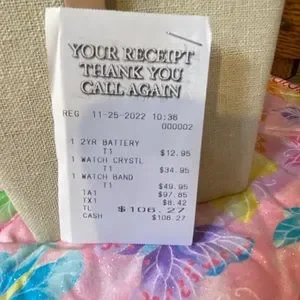 YOUR RECEIPT
THANK YOU
CALL AGAIN
REG 11-25-2022 10:38
000002
1 2YR BATTERY
T1 $12.95
1 WATCH CRYSTL
T1 $34.95
1 WATCH BAND
T1 $49.95
TA1 $97.85
TX1 $8.42
TL $106.27
CASH $106.27